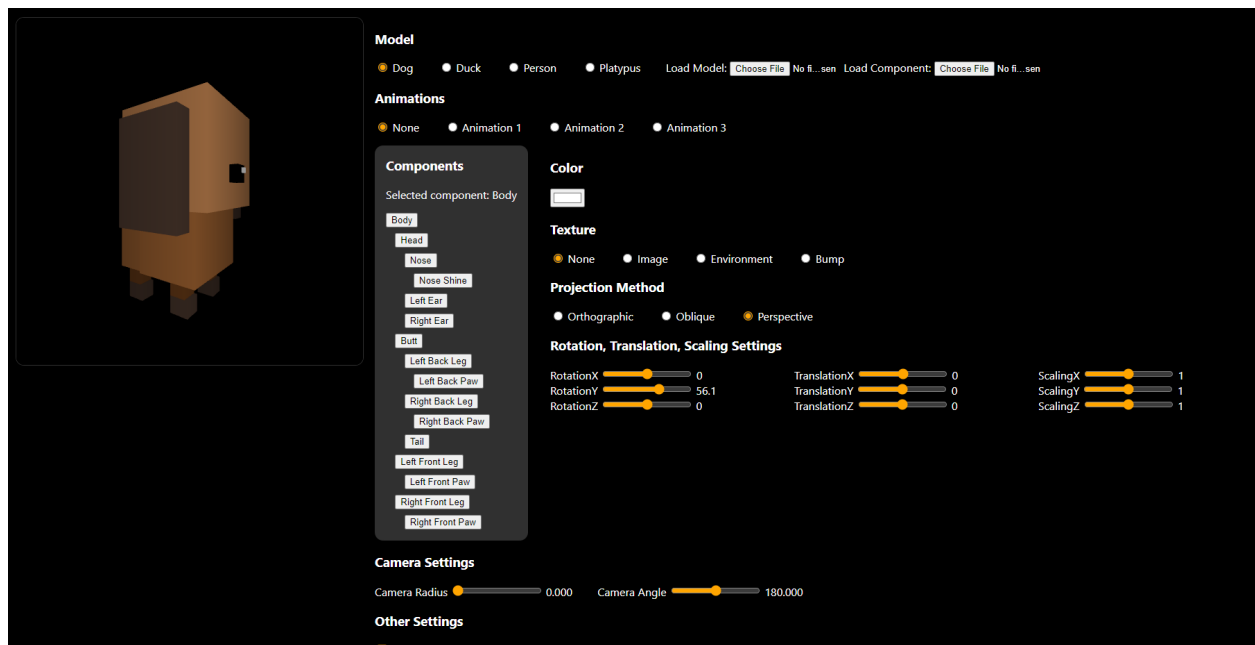 Model
Dog Duck Person Platypus Load Model: Choose File No fi...sen Load Component: Choose File No fi...sen
Animations
None Animation 1 Animation 2 Animation 3
Components
Selected component: Body
Body
Head
Nose
Nose Shine
Left Ear
Right Ear
Butt
Left Back Leg
Left Back Paw
Right Back Leg
Right Back Paw
Tail
Left Front Leg
Left Front Paw
Right Front Leg
Right Front Paw
Color
Texture
None Image Environment Bump
Projection Method
Orthographic Oblique Perspective
Rotation, Translation, Scaling Settings
RotationX 0 TranslationX 0 ScalingX 1
RotationY 56.1 TranslationY 0 ScalingY 1
RotationZ 0 TranslationZ 0 ScalingZ 1
Camera Settings
Camera Radius 0.000 Camera Angle 180.000
Other Settings